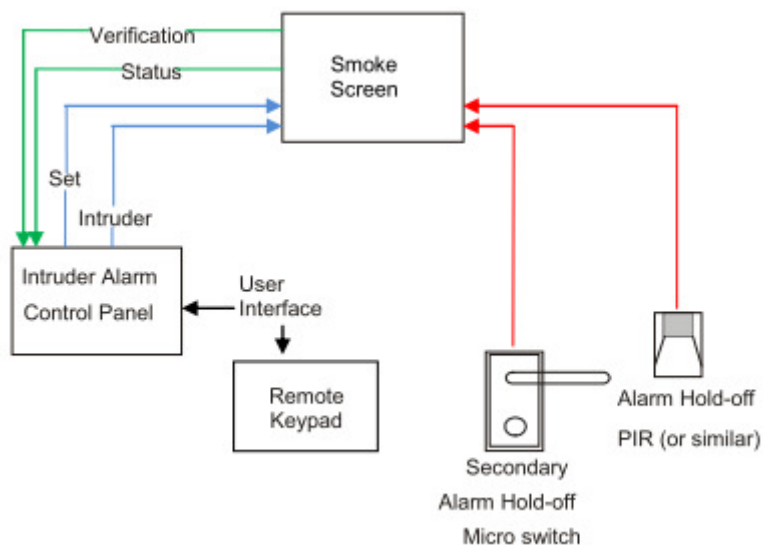 Verification
Status
Smoke
Screen
Set
Intruder
Intruder Alarm
Control Panel
User
Interface
Remote
Keypad
Alarm Hold-off
PIR (or similar)
Secondary
Alarm Hold-off
Micro switch